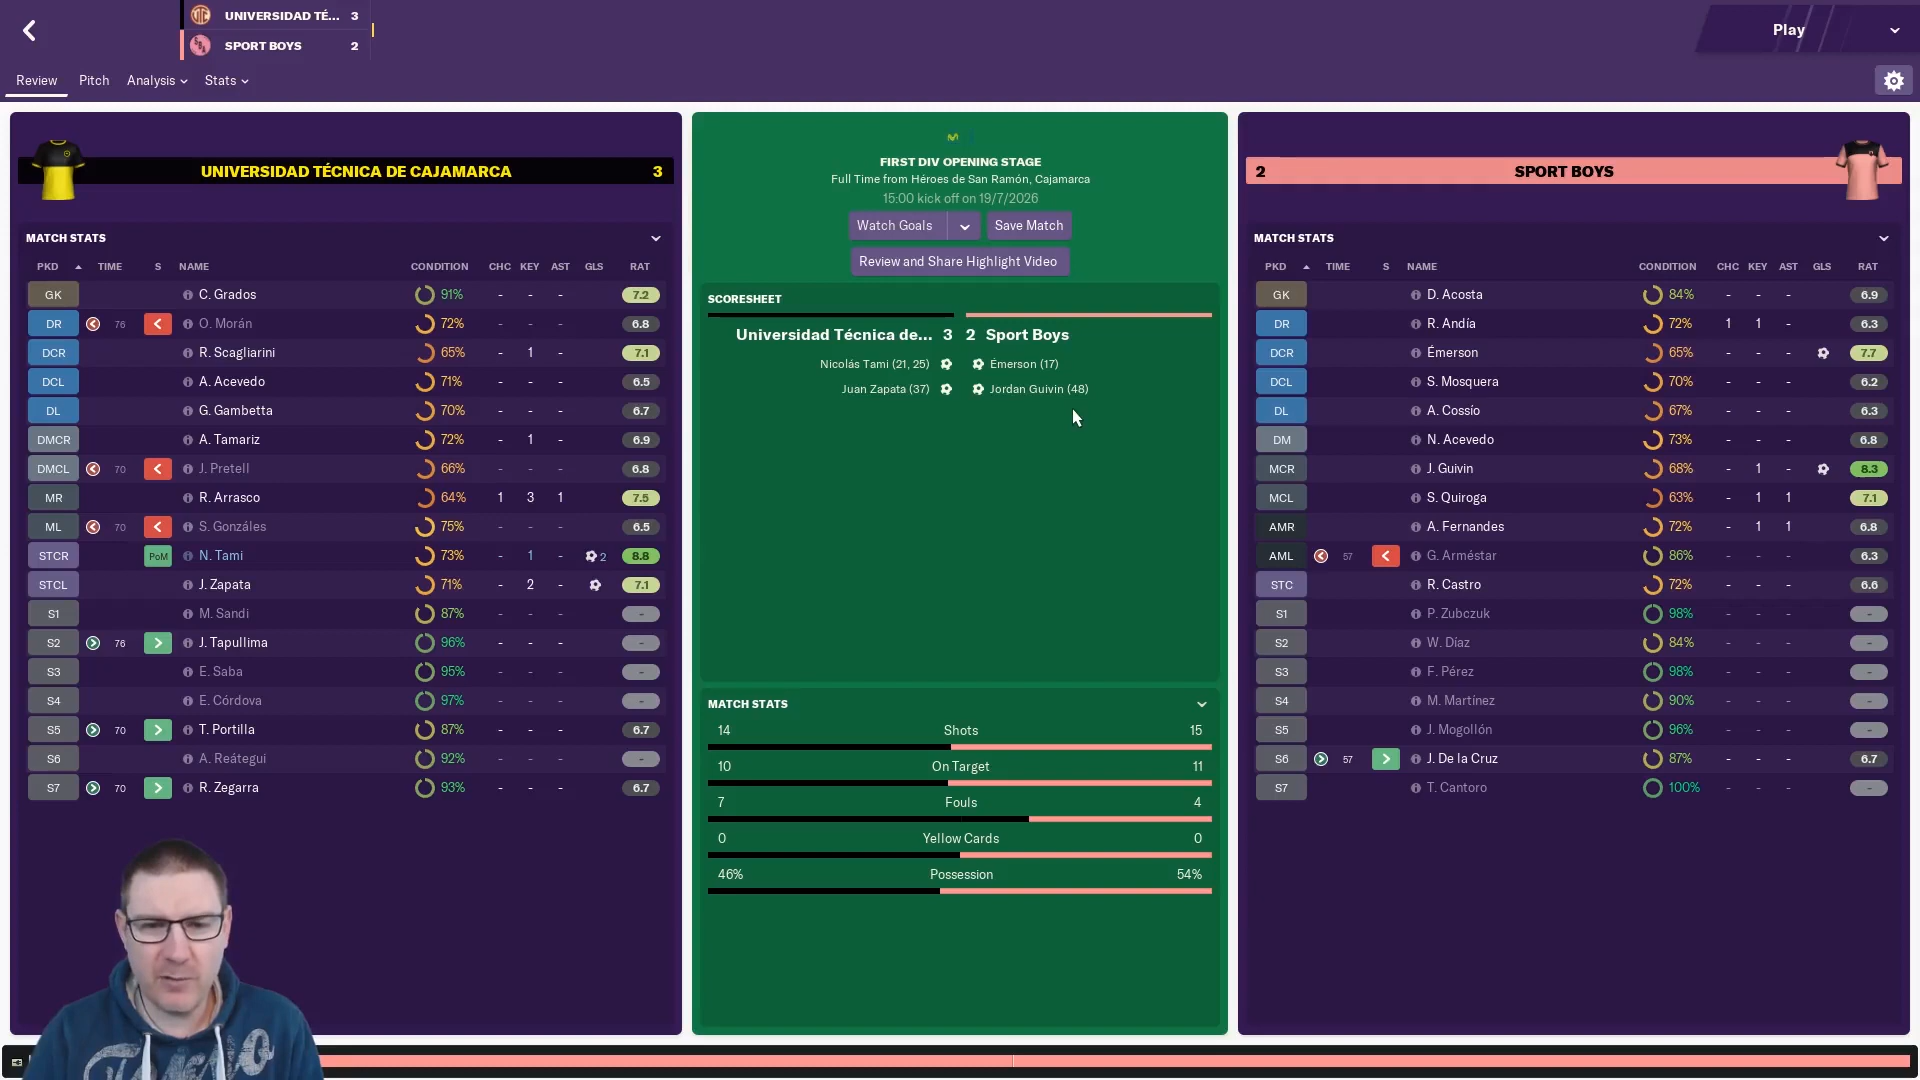 UNIVERSIDAD TÉ... 3
SPORT BOYS 2
Play
Review Pitch Analysis Stats
UNIVERSIDAD TÉCNICA DE CAJAMARCA 3
MATCH STATS
PKD TIME S NAME CONDITION CHC KEY AST GLS RAT
GK C. Grados 91% - - - 7.2
DR 76 O. Morán 72% - - - 6.8
DCR R. Scagliarini 65% - 1 - 7.1
DCL A. Acevedo 71% - - - 6.5
DL G. Gambetta 70% - - - 6.7
DMCR A. Tamariz 72% - 1 - 6.9
DMCL 70 J. Pretell 66% - - - 6.8
MR R. Arrasco 64% 1 3 1 7.5
ML 70 S. Gonzáles 75% - - - 6.5
STCR PoM N. Tami 73% - 1 - 2 8.8
STCL J. Zapata 71% - 2 - 7.1
S1 M. Sandi 87% - - - -
S2 76 J. Tapullima 96% - - - -
S3 E. Saba 95% - - - -
S4 E. Córdova 97% - - - -
S5 70 T. Portilla 87% - - - 6.7
S6 A. Reátegui 92% - - - -
S7 70 R. Zegarra 93% - - - 6.7
FIRST DIV OPENING STAGE
Full Time from Héroes de San Ramón, Cajamarca
15:00 kick off on 19/7/2026
Watch Goals Save Match
Review and Share Highlight Video
SCORESHEET
Universidad Técnica de... 3 2 Sport Boys
Nicolás Tami (21, 25) Émerson (17)
Juan Zapata (37) Jordan Guivin (48)
MATCH STATS
14 Shots 15
10 On Target 11
7 Fouls 4
0 Yellow Cards 0
46% Possession 54%
2 SPORT BOYS
MATCH STATS
PKD TIME S NAME CONDITION CHC KEY AST GLS RAT
GK D. Acosta 84% - - - 6.9
DR R. Andía 72% 1 1 - 6.3
DCR Émerson 65% - - - 7.7
DCL S. Mosquera 70% - - - 6.2
DL A. Cossío 67% - - - 6.3
DM N. Acevedo 73% - - - 6.8
MCR J. Guivin 68% - 1 - 8.3
MCL S. Quiroga 63% - 1 1 7.1
AMR A. Fernandes 72% - 1 1 6.8
AML 57 G. Arméstar 86% - - - 6.3
STC R. Castro 72% - - - 6.6
S1 P. Zubczuk 98% - - - -
S2 W. Díaz 84% - - - -
S3 F. Pérez 98% - - - -
S4 M. Martínez 90% - - - -
S5 J. Mogollón 96% - - - -
S6 57 J. De la Cruz 87% - - - 6.7
S7 T. Cantoro 100% - - - -